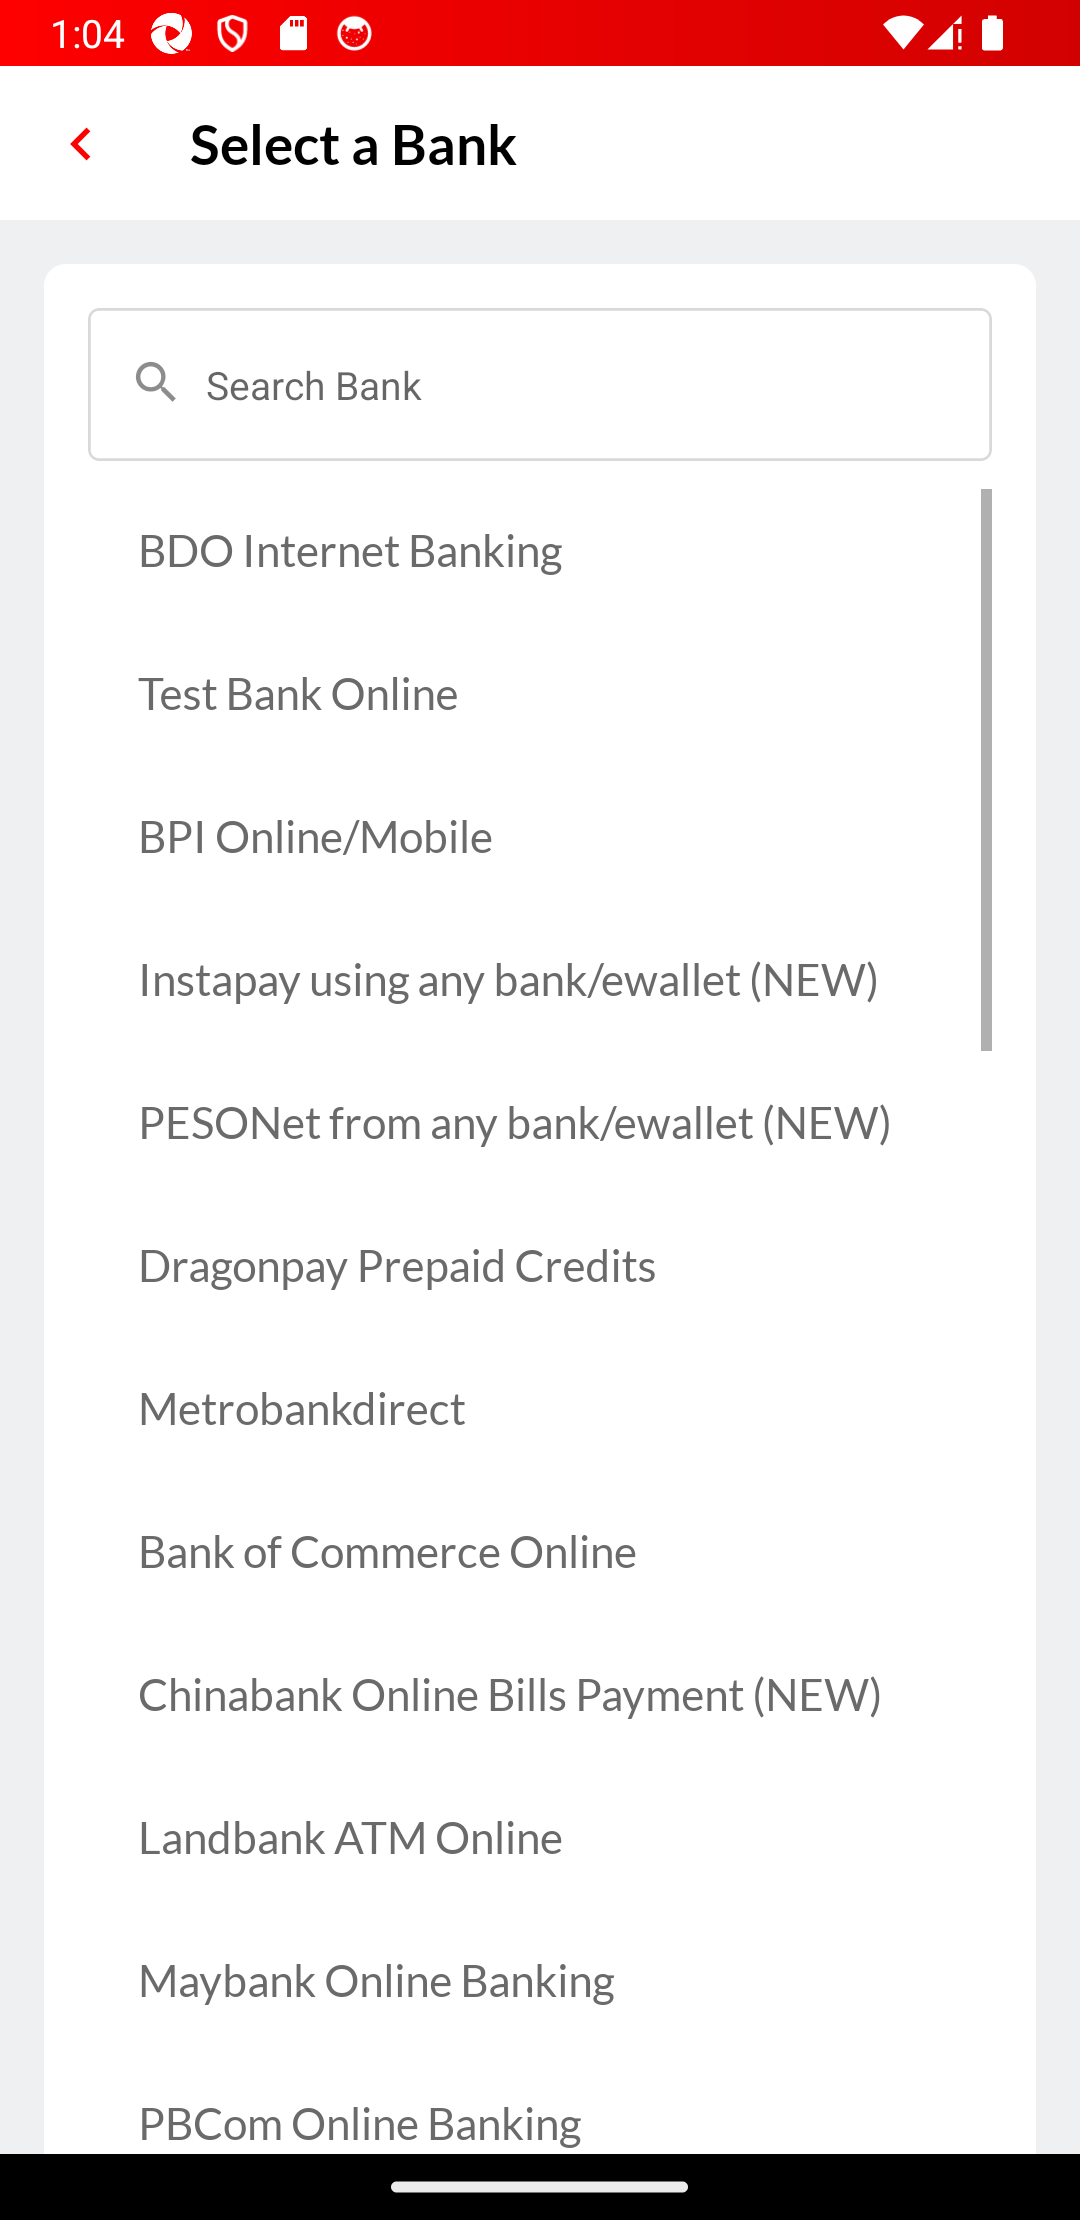 1:04
Select a Bank
Search Bank
BDO Internet Banking
Test Bank Online
BPI Online/Mobile
Instapay using any bank/ewallet (NEW)
PESONet from any bank/ewallet (NEW)
Dragonpay Prepaid Credits
Metrobankdirect
Bank of Commerce Online
Chinabank Online Bills Payment (NEW)
Landbank ATM Online
Maybank Online Banking
PBCom Online Banking